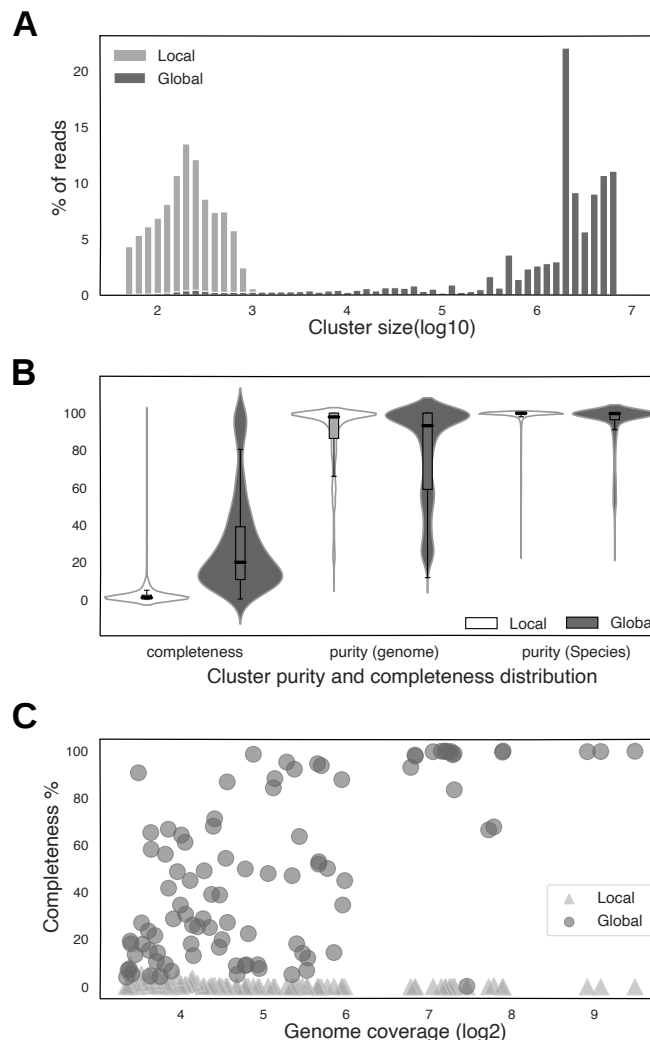 A
Local
Global
% of reads
20
15
10
5
0
2 3 4 5 6 7
Cluster size(log10)
B
100
80
60
40
20
0
Local Global
completeness purity (genome) purity (Species)
Cluster purity and completeness distribution
C
Completeness %
100
80
60
40
20
0
Local
Global
4 5 6 7 8 9
Genome coverage (log2)